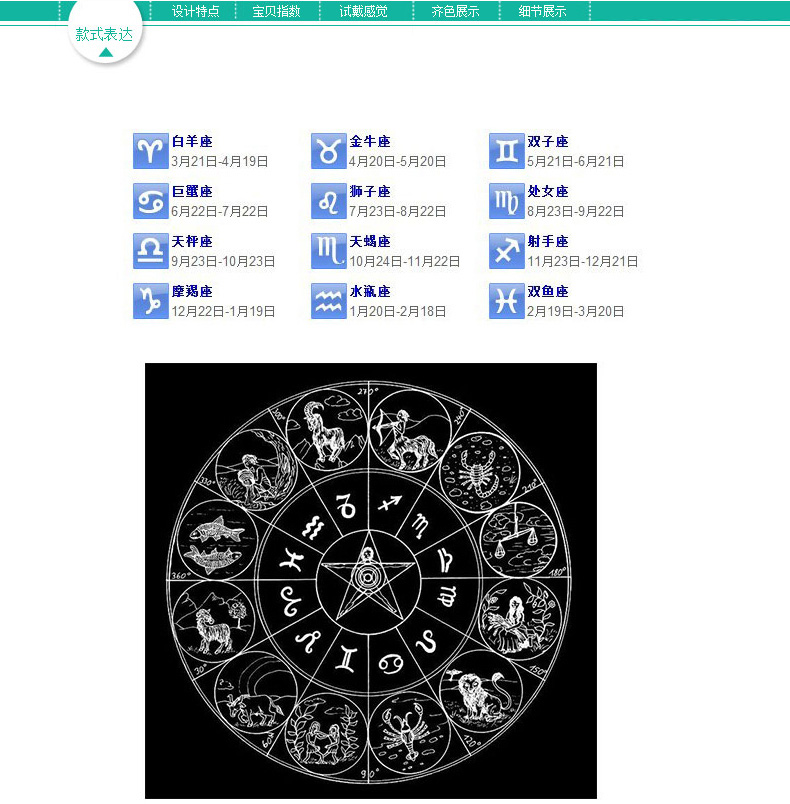 设计特点 宝贝指数 试戴感觉 齐色展示 细节展示
款式表达
白羊座 金牛座 双子座
3月21日-4月19日 4月20日-5月20日 5月21日-6月21日
巨蟹座 狮子座 处女座
6月22日-7月22日 7月23日-8月22日 8月23日-9月22日
天秤座 天蝎座 射手座
9月23日-10月23日 10月24日-11月22日 11月23日-12月21日
摩羯座 水瓶座 双鱼座
12月22日-1月19日 1月20日-2月18日 2月19日-3月20日
270°
300° 240°
330° 210°
360° 180°
30° 150°
60° 120°
90°